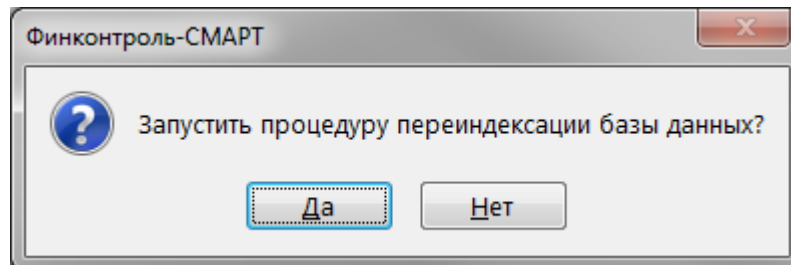 Финконтроль-СМАРТ
Запустить процедуру переиндексации базы данных?
Да
Нет